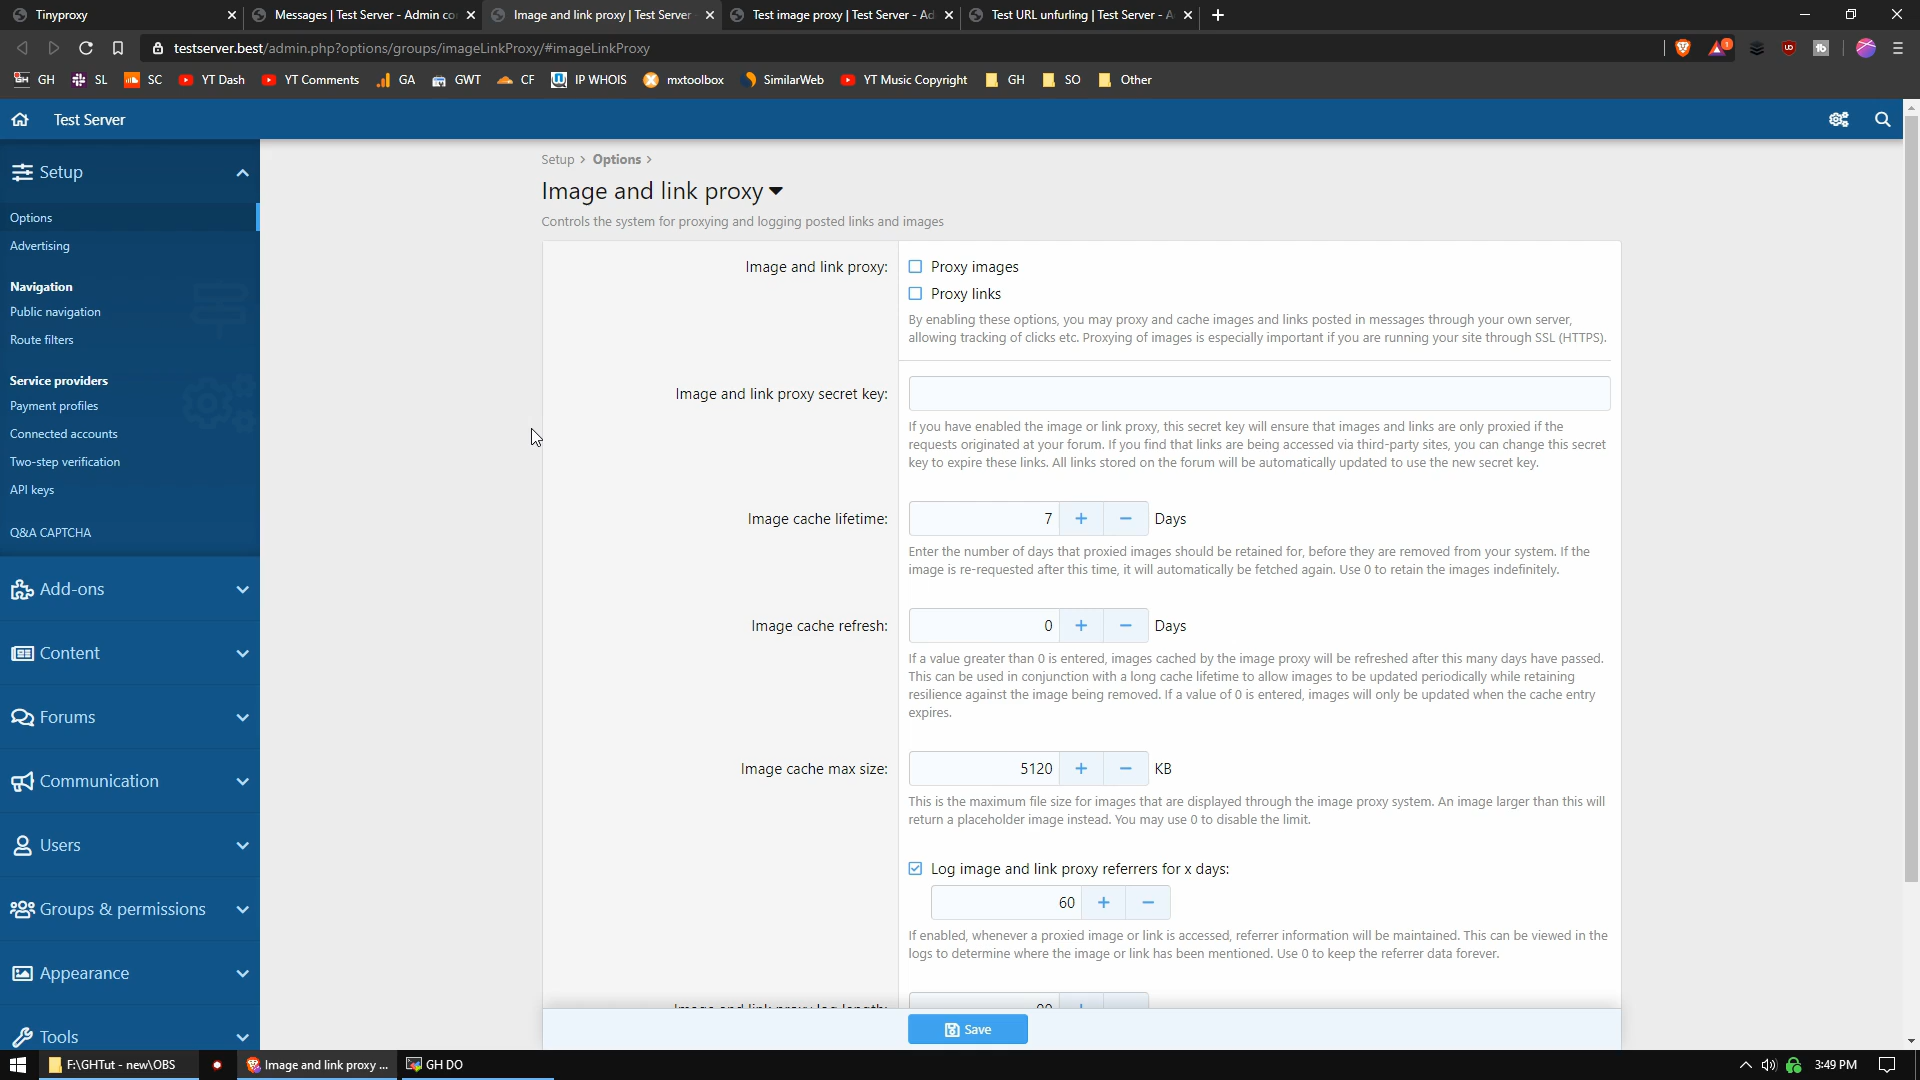 Tinyproxy
Messages | Test Server - Admin co
Image and link proxy | Test Server
Test image proxy | Test Server - Ad
Test URL unfurling | Test Server - A
testserver.best/admin.php?options/groups/imageLinkProxy/#imageLinkProxy
GH SL SC YT Dash YT Comments GA GWT CF IP WHOIS mxtoolbox SimilarWeb YT Music Copyright GH SO Other
Test Server
Setup
Options
Advertising
Navigation
Public navigation
Route filters
Service providers
Payment profiles
Connected accounts
Two-step verification
API keys
Q&A CAPTCHA
Add-ons
Content
Forums
Communication
Users
Groups & permissions
Appearance
Tools
Setup > Options >
Image and link proxy
Controls the system for proxying and logging posted links and images
Image and link proxy:
Proxy images
Proxy links
By enabling these options, you may proxy and cache images and links posted in messages through your own server,
allowing tracking of clicks etc. Proxying of images is especially important if you are running your site through SSL (HTTPS).
Image and link proxy secret key:
If you have enabled the image or link proxy, this secret key will ensure that images and links are only proxied if the
requests originated at your forum. If you find that links are being accessed via third-party sites, you can change this secret
key to expire these links. All links stored on the forum will be automatically updated to use the new secret key.
Image cache lifetime: 7 + − Days
Enter the number of days that proxied images should be retained for, before they are removed from your system. If the
image is re-requested after this time, it will automatically be fetched again. Use 0 to retain the images indefinitely.
Image cache refresh: 0 + − Days
If a value greater than 0 is entered, images cached by the image proxy will be refreshed after this many days have passed.
This can be used in conjunction with a long cache lifetime to allow images to be updated periodically while retaining
resilience against the image being removed. If a value of 0 is entered, images will only be updated when the cache entry
expires.
Image cache max size: 5120 + − KB
This is the maximum file size for images that are displayed through the image proxy system. An image larger than this will
return a placeholder image instead. You may use 0 to disable the limit.
Log image and link proxy referrers for x days:
60 + −
If enabled, whenever a proxied image or link is accessed, referrer information will be maintained. This can be viewed in the
logs to determine where the image or link has been mentioned. Use 0 to keep the referrer data forever.
Image and link proxy log length:
Save
F:\GHTut - new\OBS
Image and link proxy ...
GH DO
3:49 PM